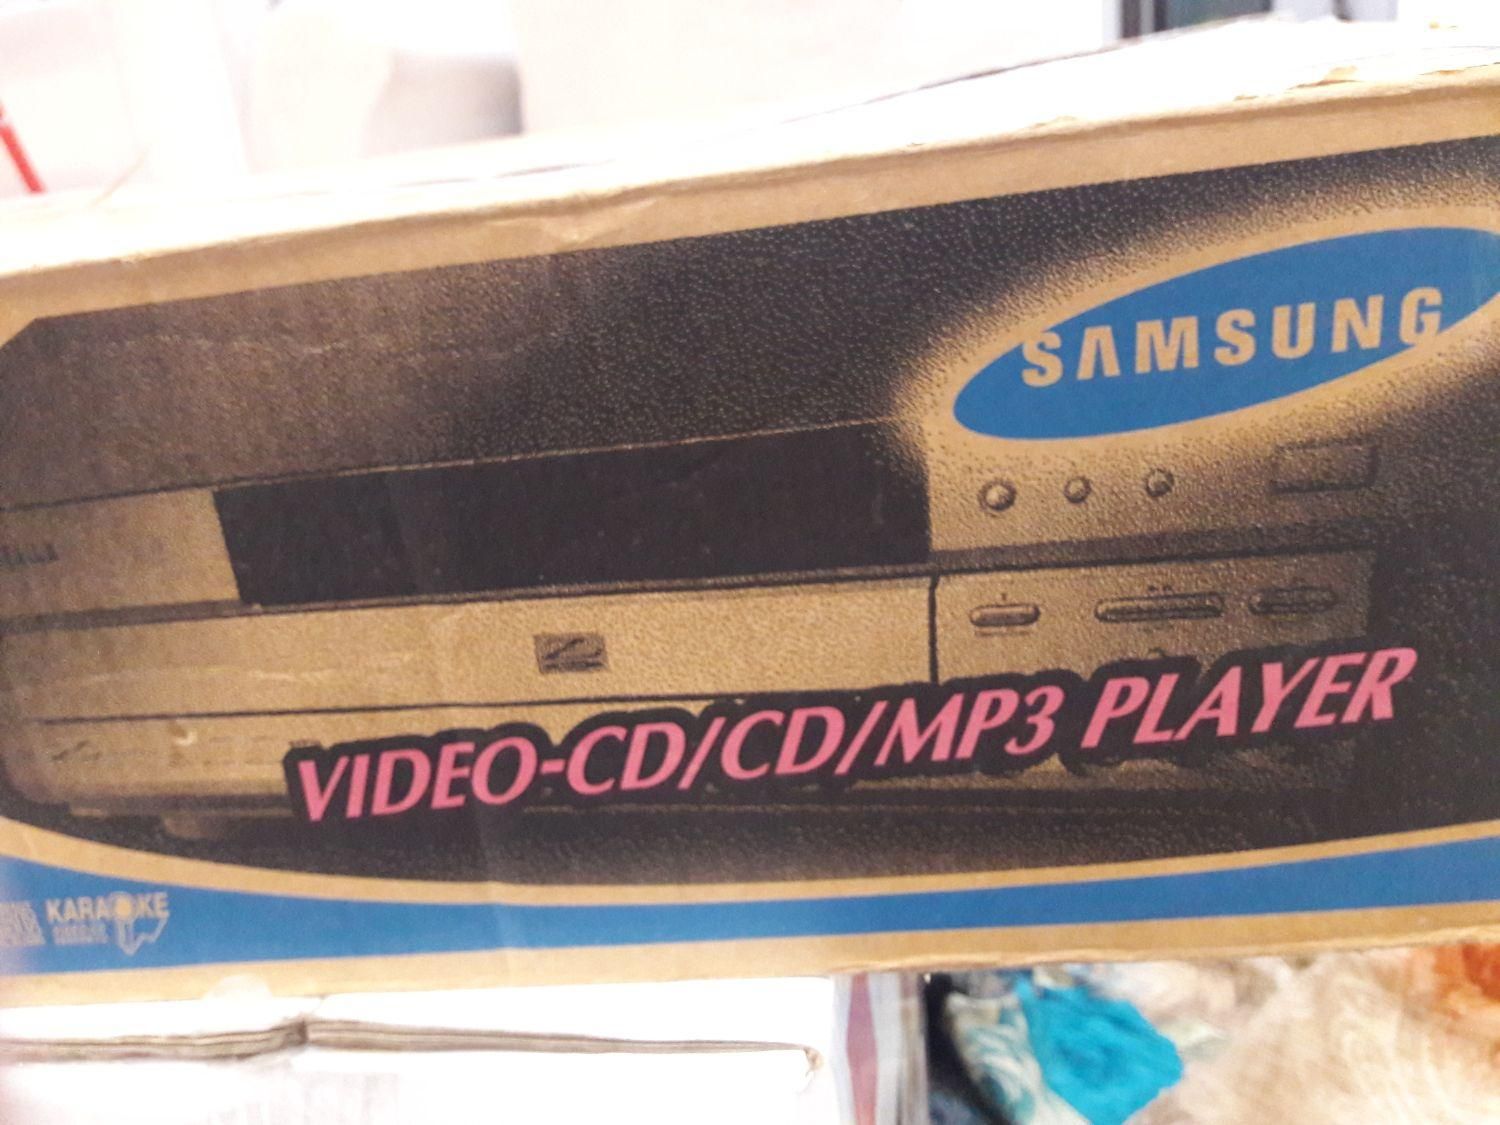 SAMSUNG
VIDEO-CD/CD/MP3 PLAYER
KARAOKE